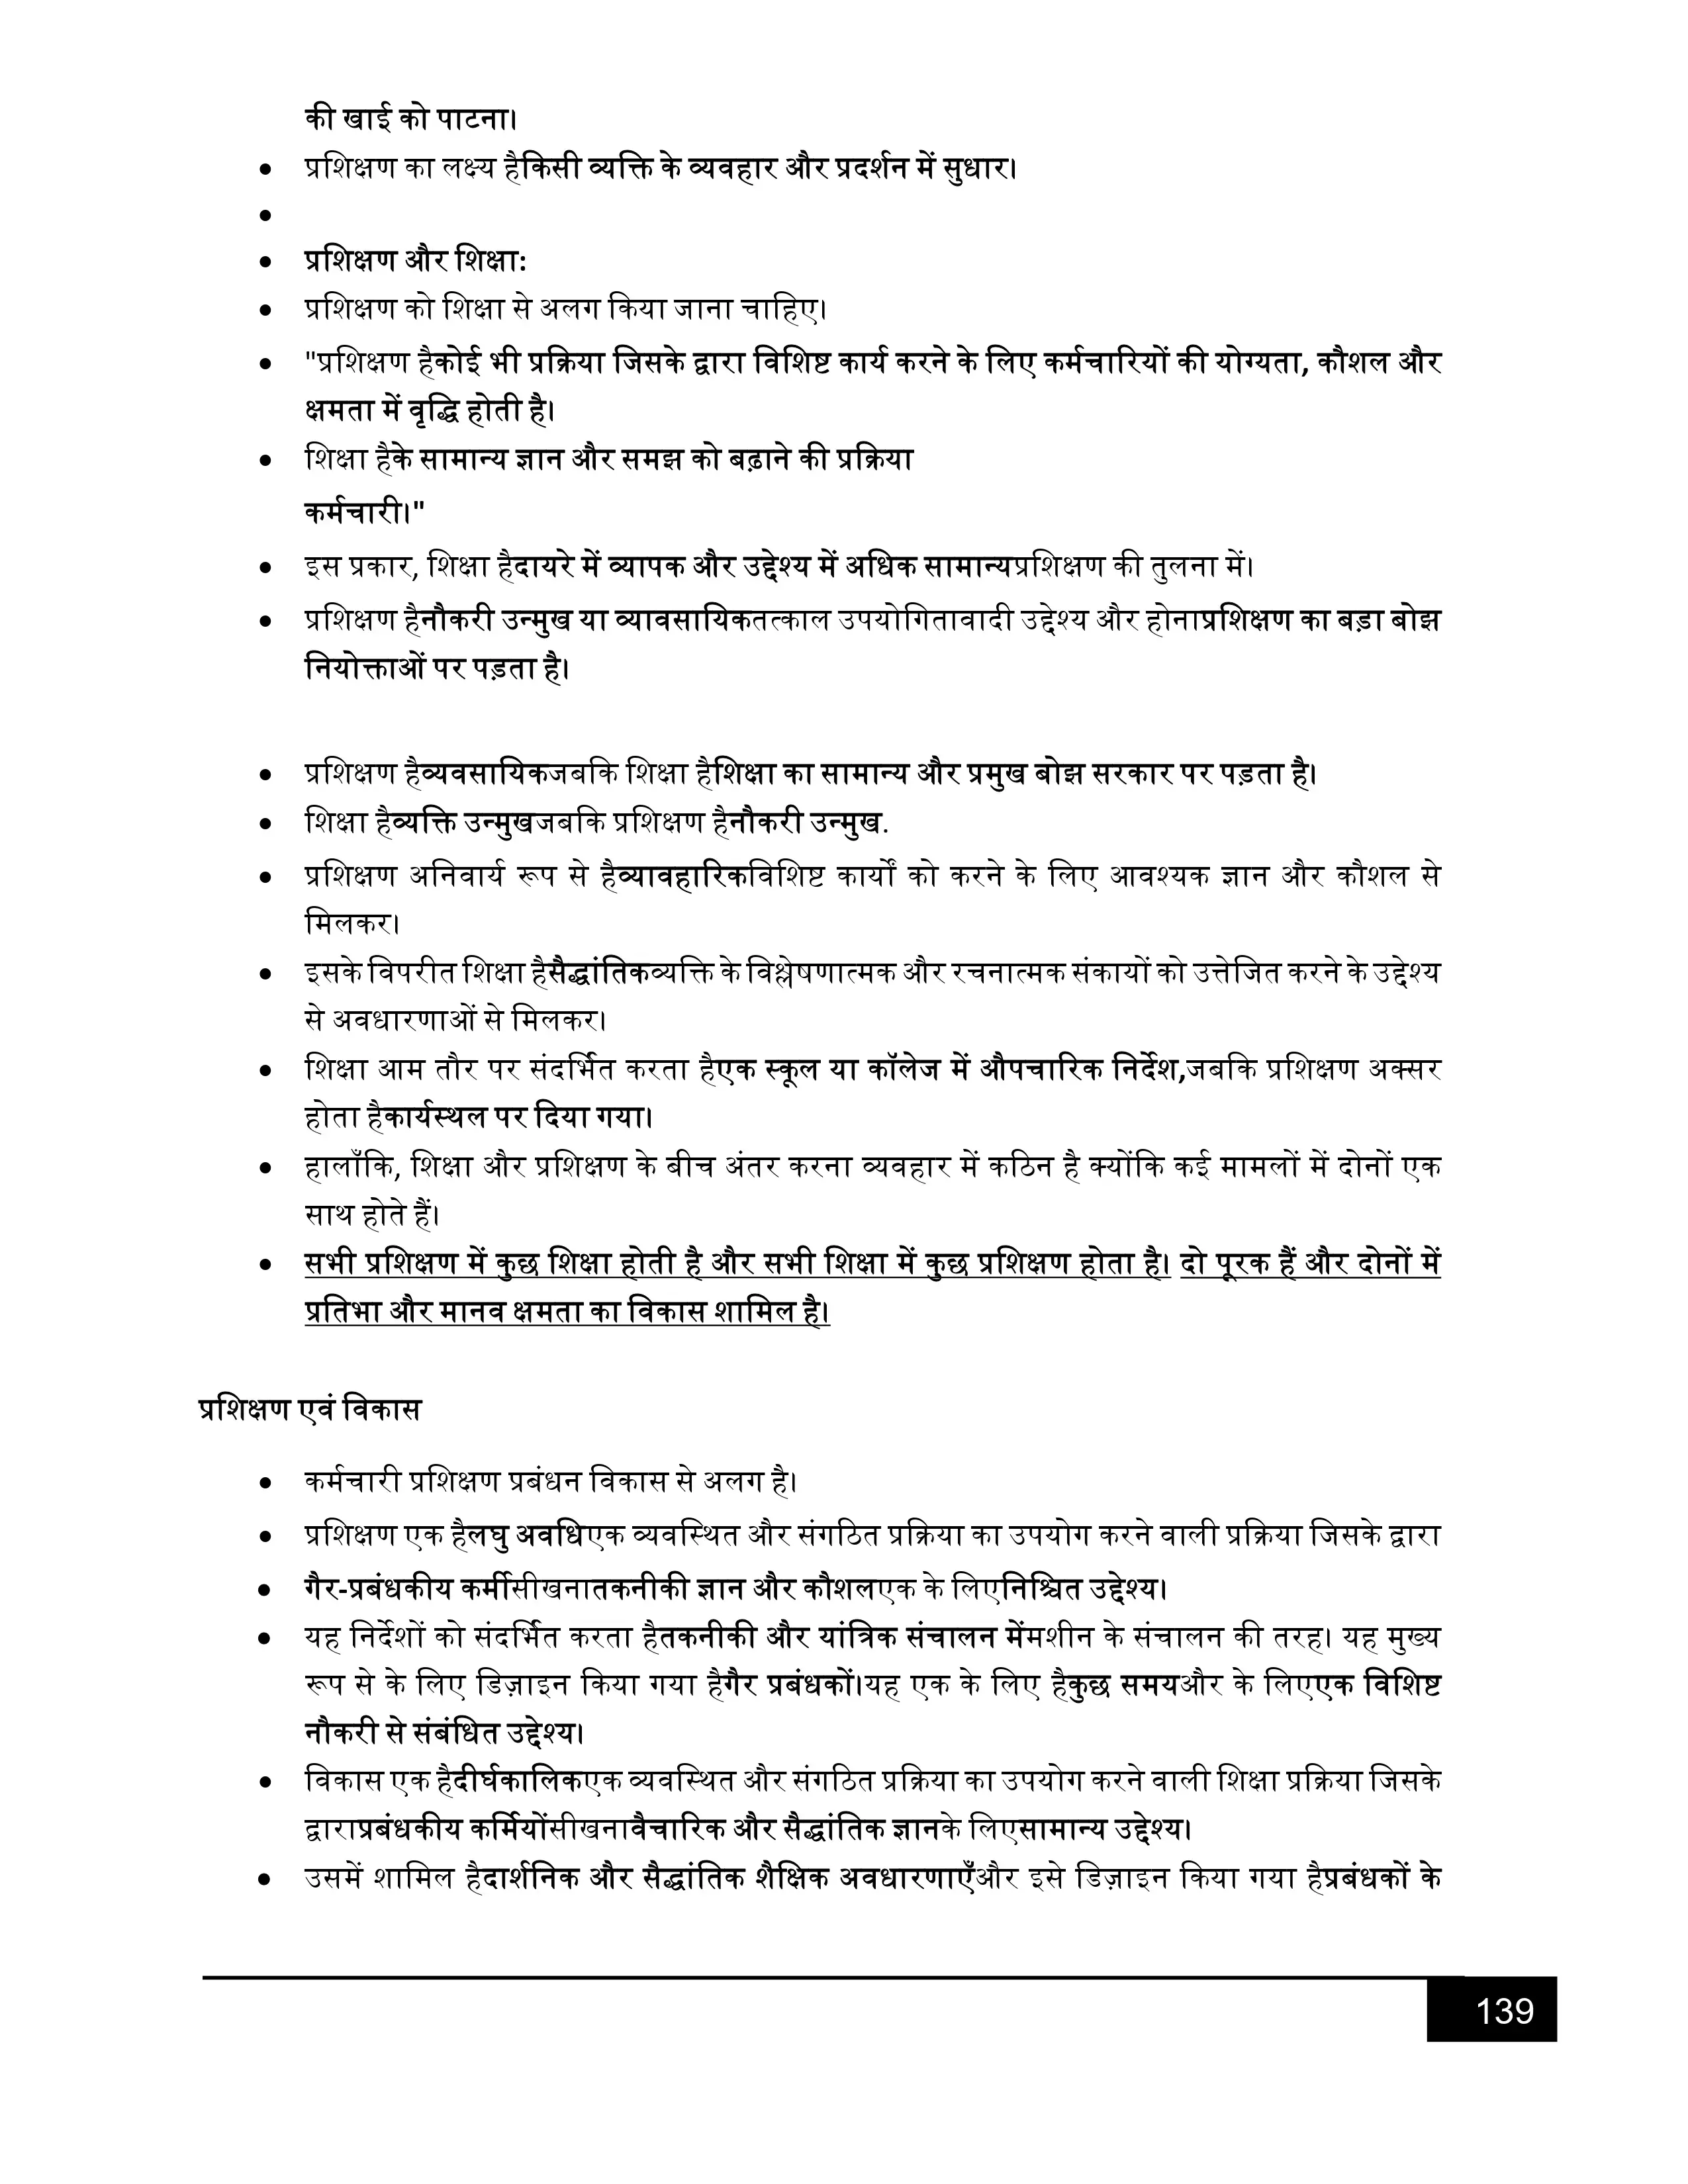 की खाई को पाटना।
• प्रशिक्षण का लक्ष्य हैकिसी व्यक्ति के व्यवहार और प्रदर्शन में सुधार।
•
• प्रशिक्षण और शिक्षा:
• प्रशिक्षण को शिक्षा से अलग किया जाना चाहिए।
• "प्रशिक्षण हैकोई भी प्रक्रिया जिसके द्वारा विशिष्ट कार्य करने के लिए कर्मचारियों की योग्यता, कौशल और
क्षमता में वृद्धि होती है।
• शिक्षा हैके सामान्य ज्ञान और समझ को बढ़ाने की प्रक्रिया
कर्मचारी।"
• इस प्रकार, शिक्षा हैदायरे में व्यापक और उद्देश्य में अधिक सामान्यप्रशिक्षण की तुलना में।
• प्रशिक्षण हैनौकरी उन्मुख या व्यावसायिकतत्काल उपयोगितावादी उद्देश्य और होनाप्रशिक्षण का बड़ा बोझ
नियोक्ताओं पर पड़ता है।
• प्रशिक्षण हैव्यवसायिकजबकि शिक्षा हैशिक्षा का सामान्य और प्रमुख बोझ सरकार पर पड़ता है।
• शिक्षा हैव्यक्ति उन्मुखजबकि प्रशिक्षण हैनौकरी उन्मुख.
• प्रशिक्षण अनिवार्य रूप से हैव्यावहारिकविशिष्ट कार्यों को करने के लिए आवश्यक ज्ञान और कौशल से
मिलकर।
• इसके विपरीत शिक्षा हैसैद्धांतिकव्यक्ति के विश्लेषणात्मक और रचनात्मक संकायों को उत्तेजित करने के उद्देश्य
से अवधारणाओं से मिलकर।
• शिक्षा आम तौर पर संदर्भित करता हैएक स्कूल या कॉलेज में औपचारिक निर्देश,जबकि प्रशिक्षण अक्सर
होता हैकार्यस्थल पर दिया गया।
• हालाँकि, शिक्षा और प्रशिक्षण के बीच अंतर करना व्यवहार में कठिन है क्योंकि कई मामलों में दोनों एक
साथ होते हैं।
• सभी प्रशिक्षण में कुछ शिक्षा होती है और सभी शिक्षा में कुछ प्रशिक्षण होता है। दो पूरक हैं और दोनों में
प्रतिभा और मानव क्षमता का विकास शामिल है।
प्रशिक्षण एवं विकास
• कर्मचारी प्रशिक्षण प्रबंधन विकास से अलग है।
• प्रशिक्षण एक हैलघु अवधिएक व्यवस्थित और संगठित प्रक्रिया का उपयोग करने वाली प्रक्रिया जिसके द्वारा
• गैर-प्रबंधकीय कर्मीसीखनातकनीकी ज्ञान और कौशलएक के लिएनिश्चित उद्देश्य।
• यह निर्देशों को संदर्भित करता हैतकनीकी और यांत्रिक संचालन मेंमशीन के संचालन की तरह। यह मुख्य
रूप से के लिए डिज़ाइन किया गया हैगैर प्रबंधकों।यह एक के लिए हैकुछ समयऔर के लिएएक विशिष्ट
नौकरी से संबंधित उद्देश्य।
• विकास एक हैदीर्घकालिकएक व्यवस्थित और संगठित प्रक्रिया का उपयोग करने वाली शिक्षा प्रक्रिया जिसके
द्वाराप्रबंधकीय कर्मियोंसीखनावैचारिक और सैद्धांतिक ज्ञानके लिएसामान्य उद्देश्य।
• उसमें शामिल हैदार्शनिक और सैद्धांतिक शैक्षिक अवधारणाएँऔर इसे डिज़ाइन किया गया हैप्रबंधकों के
139